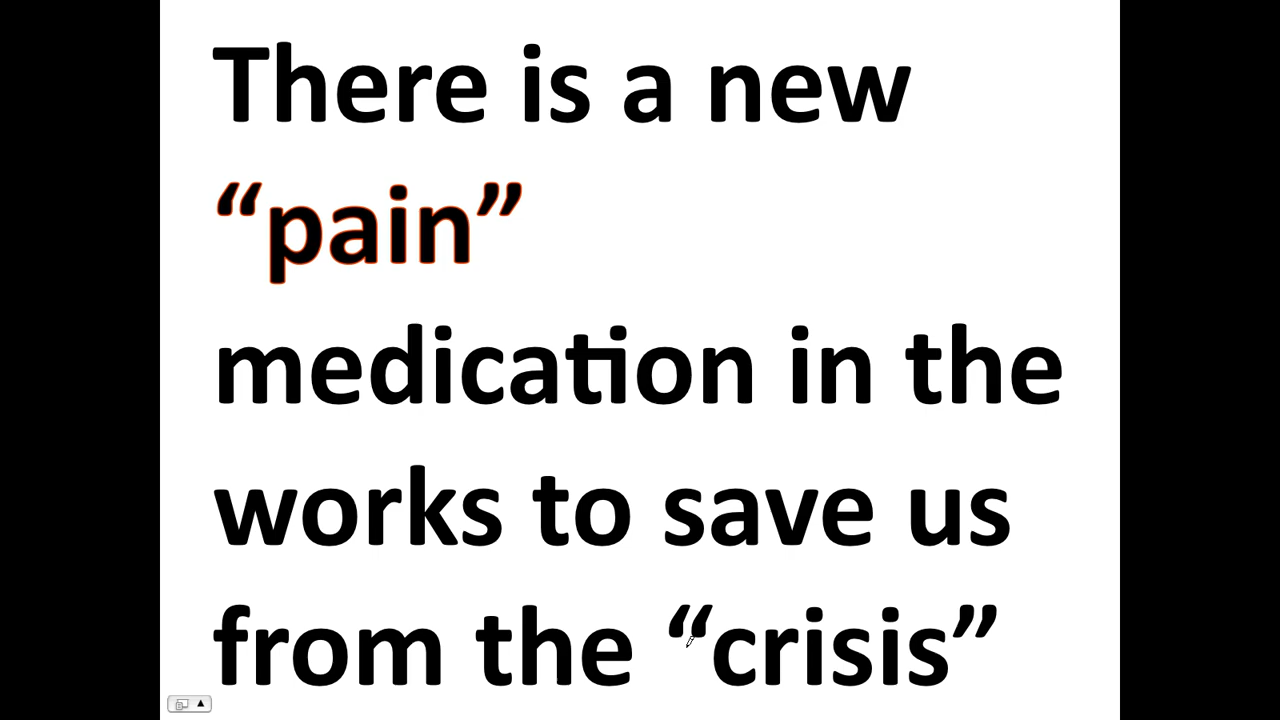 There is a new
“pain”
medication in the
works to save us
from the “crisis”